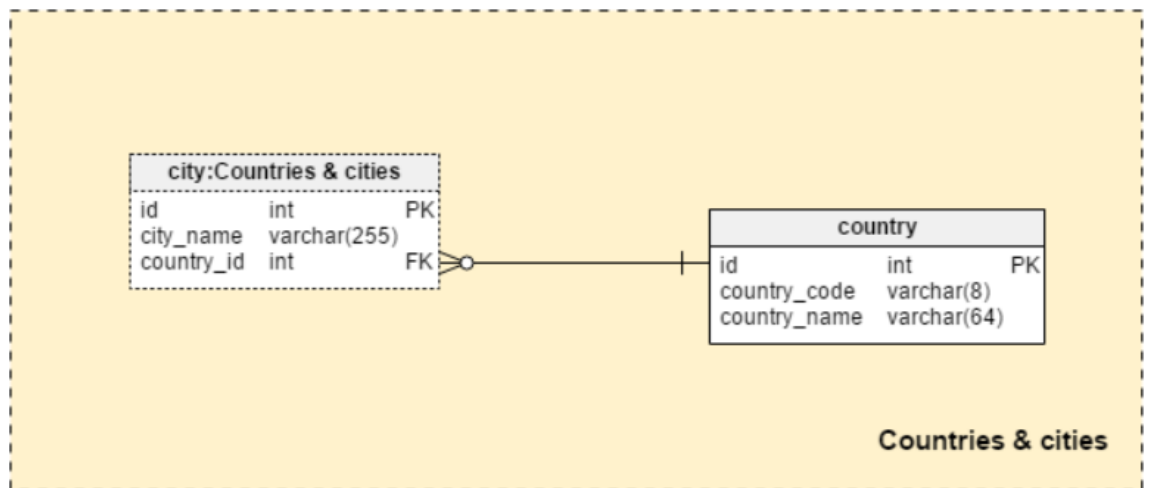 city:Countries & cities
id int PK
city_name varchar(255)
country_id int FK
country
id int PK
country_code varchar(8)
country_name varchar(64)
Countries & cities